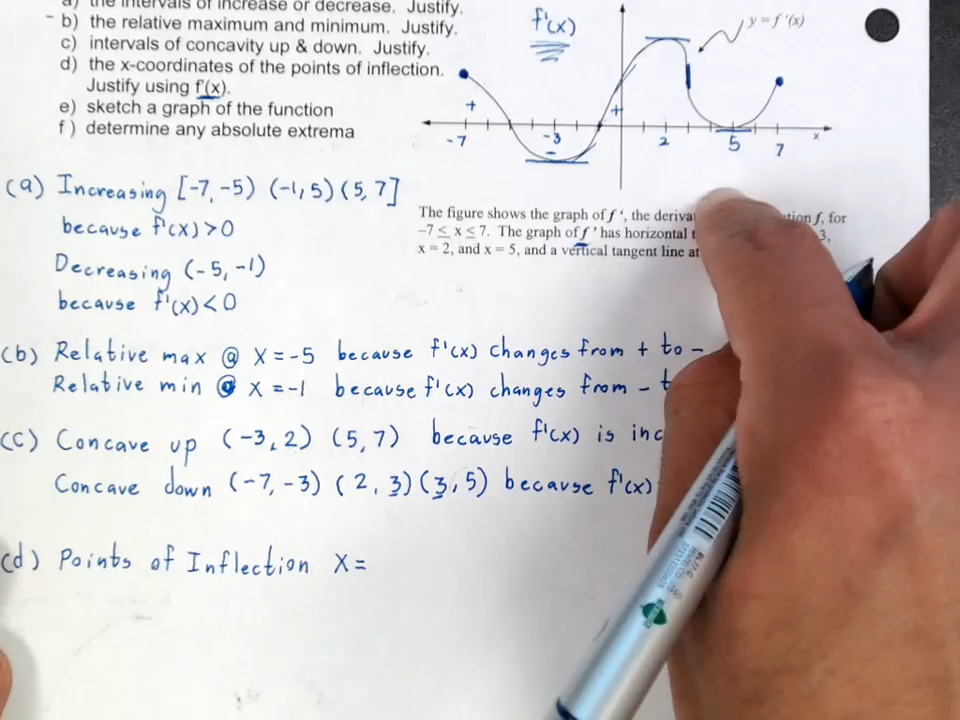 a) the intervals of increase or decrease. Justify.
b) the relative maximum and minimum. Justify.
c) intervals of concavity up & down. Justify.
d) the x-coordinates of the points of inflection.
Justify using f'(x).
e) sketch a graph of the function
f) determine any absolute extrema
f'(x)
y = f '(x)
+ +
-7 -3 2 5 7 x
-
(a) Increasing [-7,-5) (-1,5) (5,7]
because f'(x) > 0
Decreasing (-5,-1)
because f'(x) < 0
The figure shows the graph of f ', the f, for
-7 ≤ x ≤ 7. The graph of f ' has horizontal 3,
x = 2, and x = 5, and a vertical tangent line at
(b) Relative max @ x = -5 because f'(x) changes from + to -
Relative min @ x = -1 because f'(x) changes from -
(c) Concave up (-3,2) (5,7) because f'(x) is
Concave down (-7,-3) (2,3) (3,5) because f'(x)
(d) Points of Inflection x =